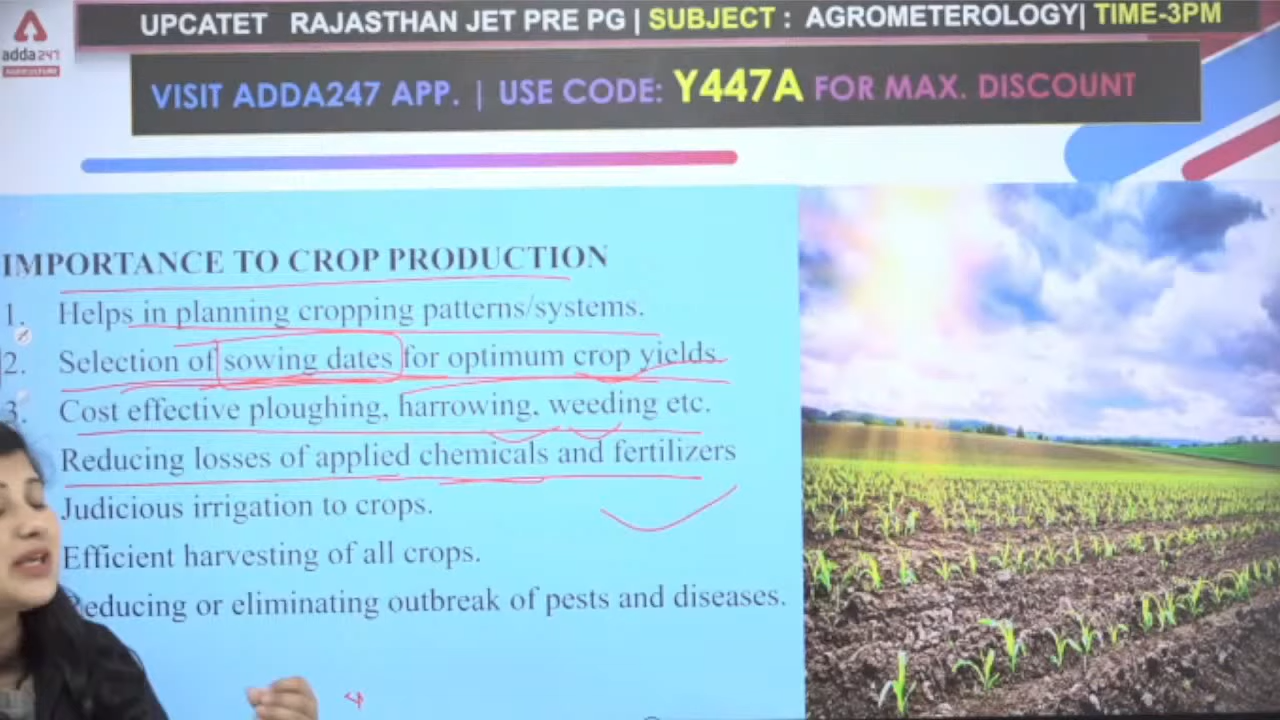 UPCATET RAJASTHAN JET PRE PG | SUBJECT : AGROMETEROLOGY| TIME-3PM
adda247
AGRICULTURE
VISIT ADDA247 APP. | USE CODE: Y447A FOR MAX. DISCOUNT
IMPORTANCE TO CROP PRODUCTION
1. Helps in planning cropping patterns/systems.
2. Selection of sowing dates for optimum crop yields.
3. Cost effective ploughing, harrowing, weeding etc.
Reducing losses of applied chemicals and fertilizers
Judicious irrigation to crops.
Efficient harvesting of all crops.
Reducing or eliminating outbreak of pests and diseases.